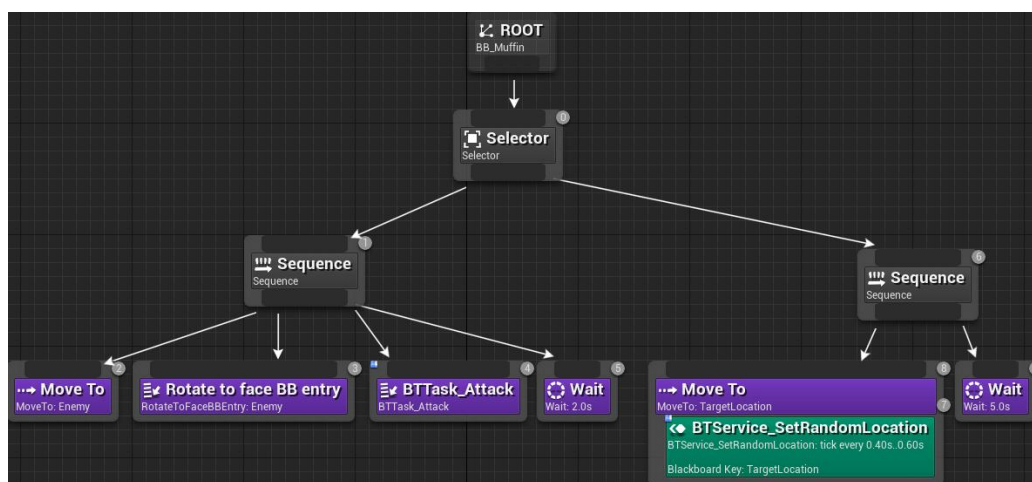 ROOT
BB_Muffin
0
Selector
Selector
1
Sequence
Sequence
6
Sequence
Sequence
2
Move To
MoveTo: Enemy
3
Rotate to face BB entry
RotateToFaceBBEntry: Enemy
4
BTTask_Attack
BTTask_Attack
5
Wait
Wait: 2.0s
8
Move To
MoveTo: TargetLocation
7
BTService_SetRandomLocation
BTService_SetRandomLocation: tick every 0.40s..0.60s
Blackboard Key: TargetLocation
Wait
Wait: 5.0s